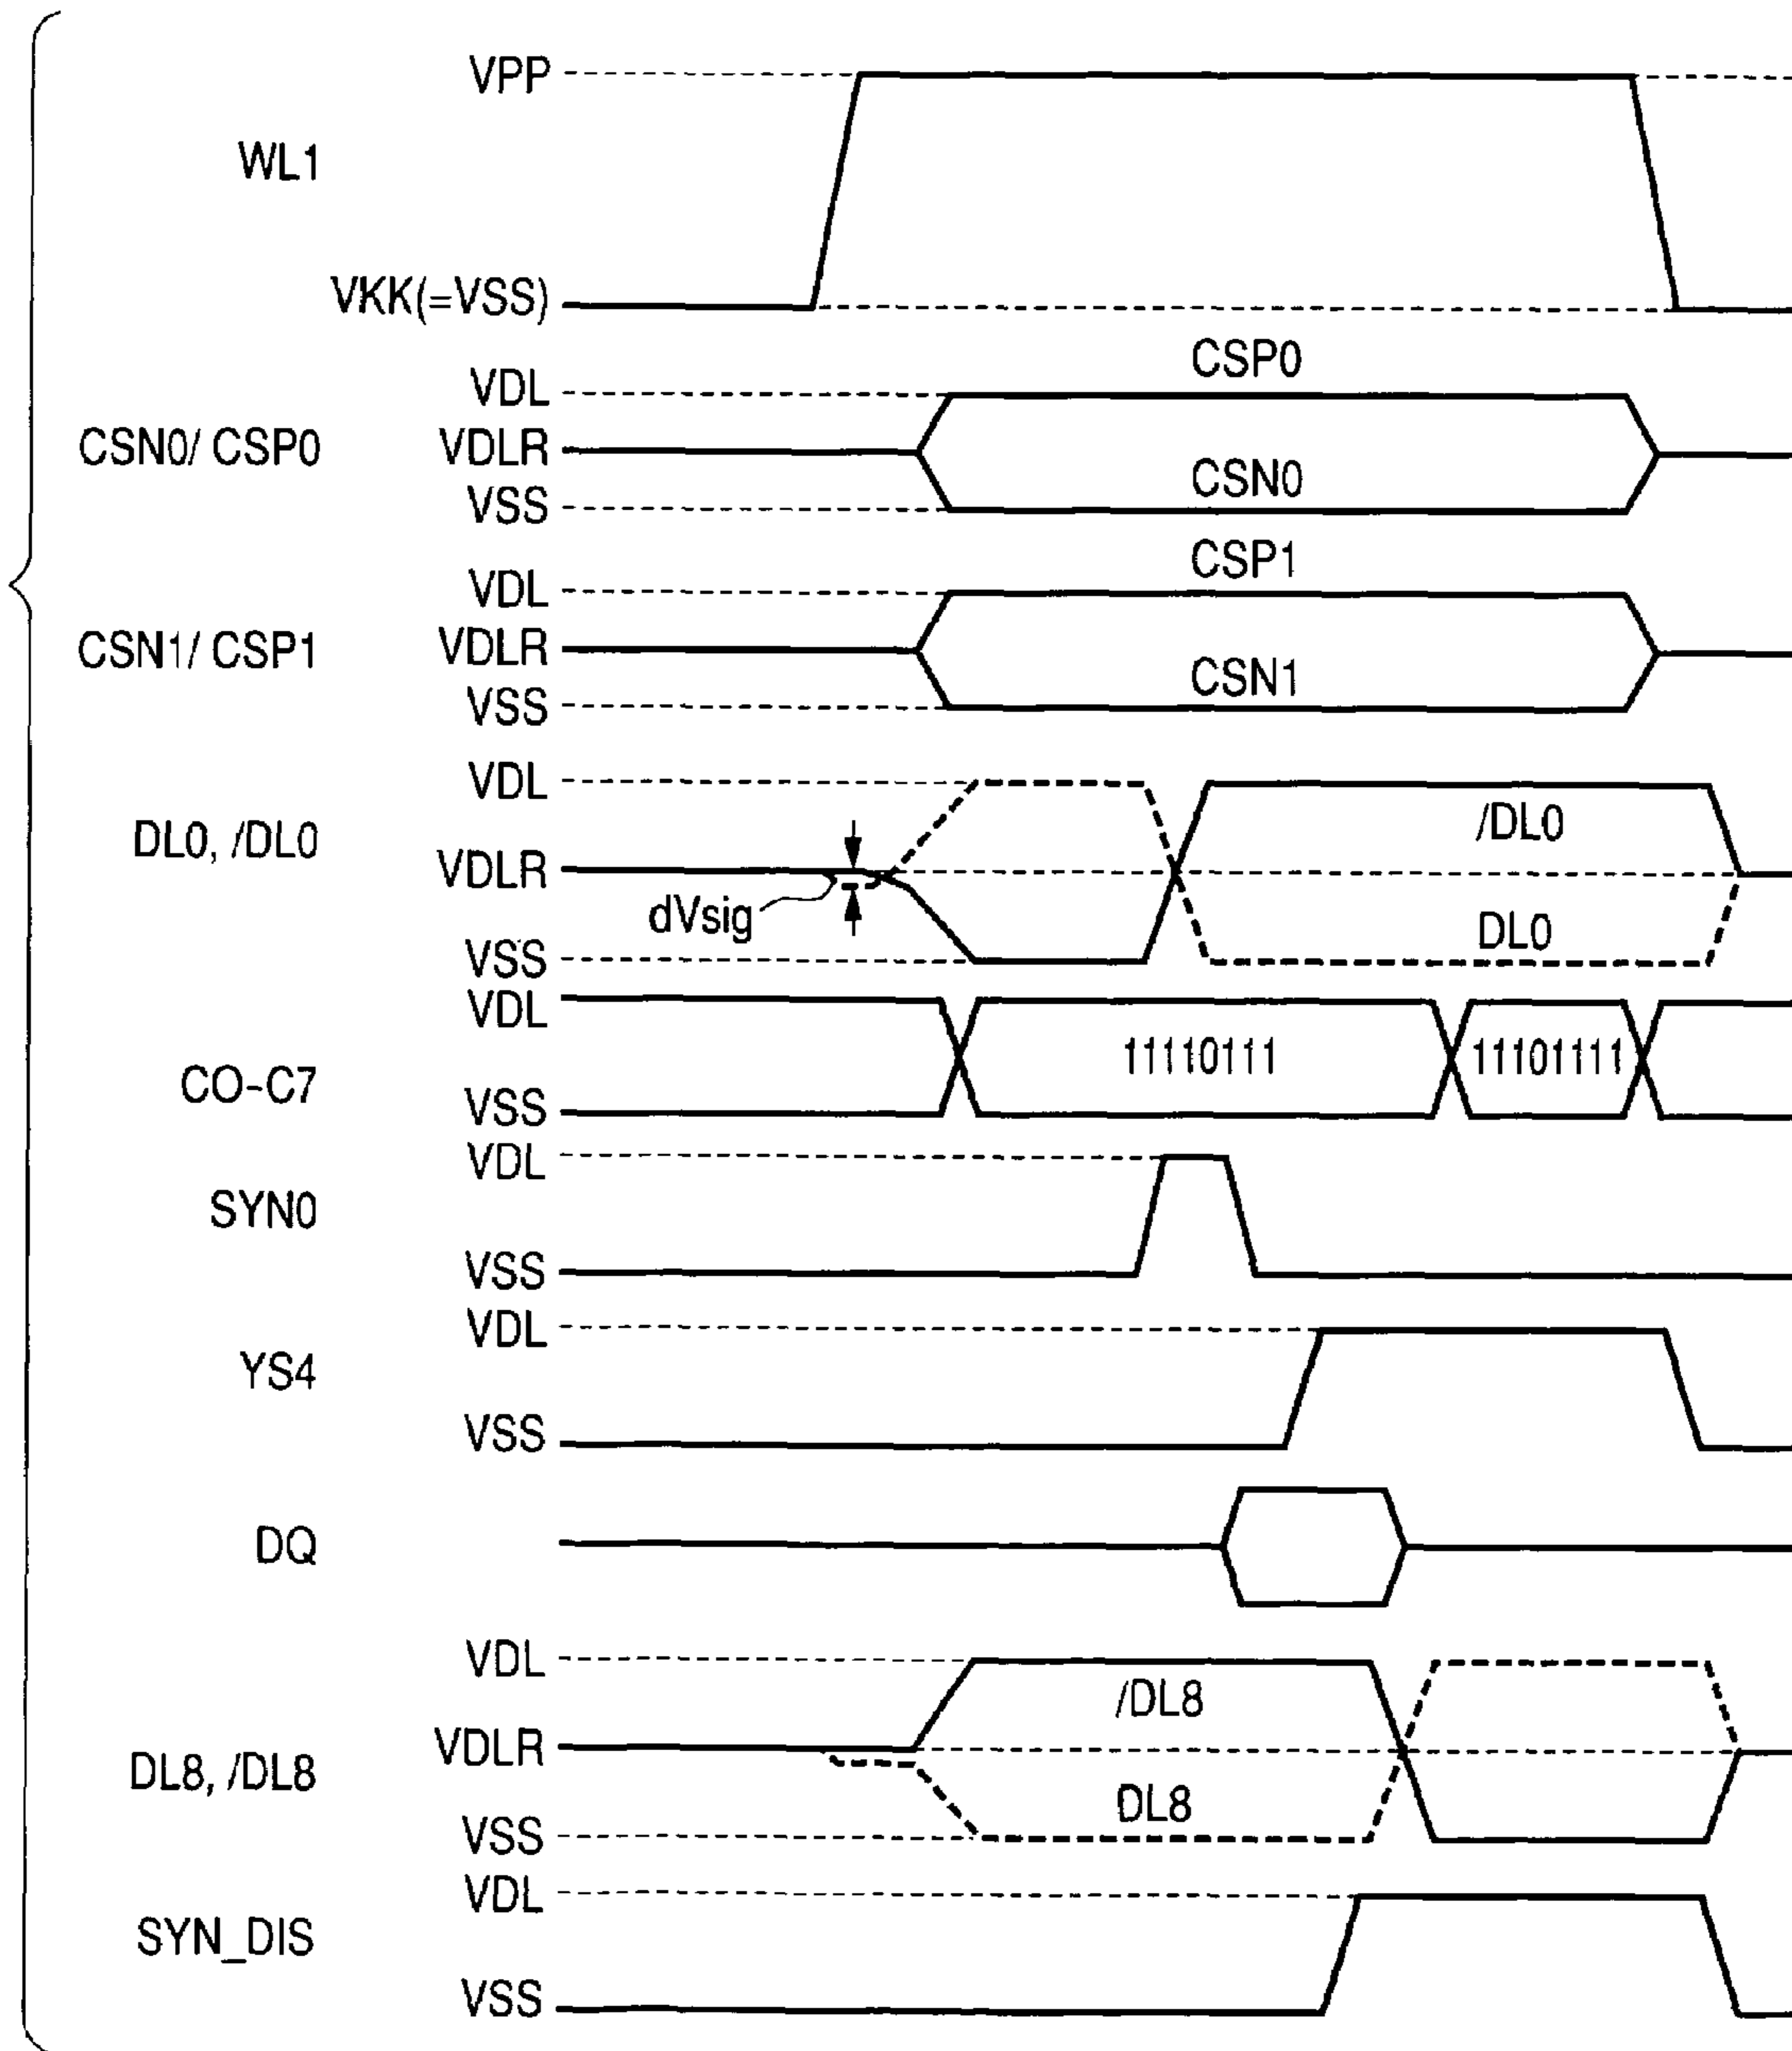 VPP
WL1
VKK(=VSS)
CSP0
VDL
CSN0/ CSP0
VDLR
CSN0
VSS
CSP1
VDL
CSN1/ CSP1
VDLR
CSN1
VSS
VDL
/DL0
DL0, /DL0
VDLR
dVsig
DL0
VSS
VDL
11110111
11101111
CO-C7
VSS
VDL
SYN0
VSS
VDL
YS4
VSS
DQ
VDL
/DL8
VDLR
DL8, /DL8
DL8
VSS
VDL
SYN_DIS
VSS